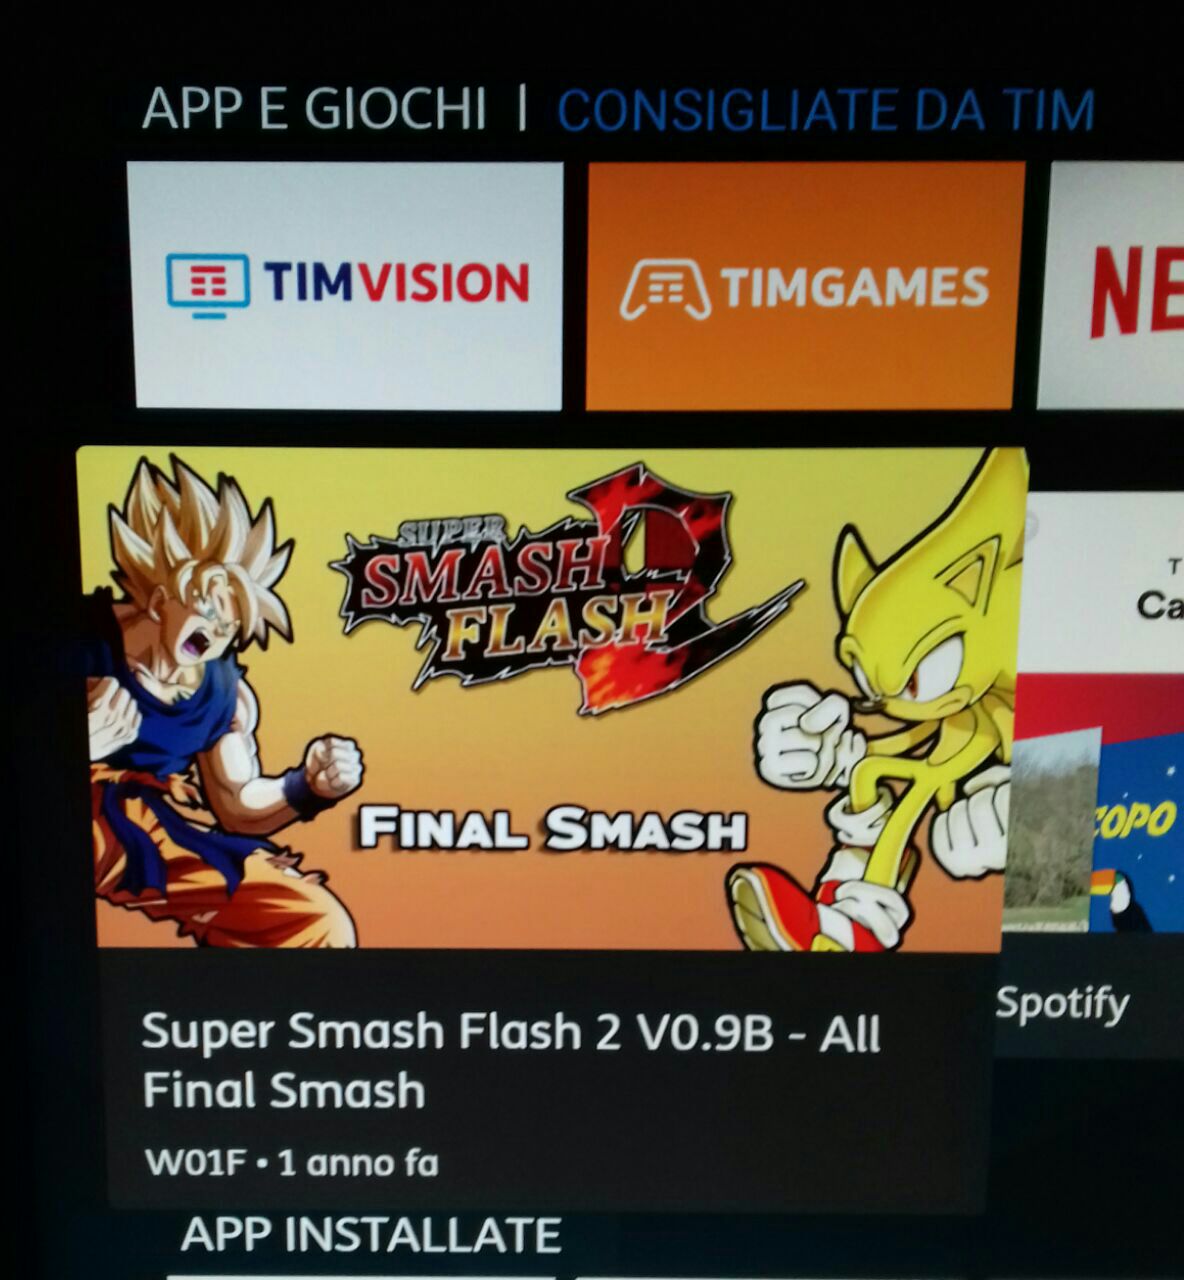 APP E GIOCHI | CONSIGLIATE DA TIM
TIMVISION
TIMGAMES
NE
SUPER
SMASH
FLASH
2
T
Ca
FINAL SMASH
Super Smash Flash 2 V0.9B - All
Final Smash
W01F • 1 anno fa
Spotify
APP INSTALLATE